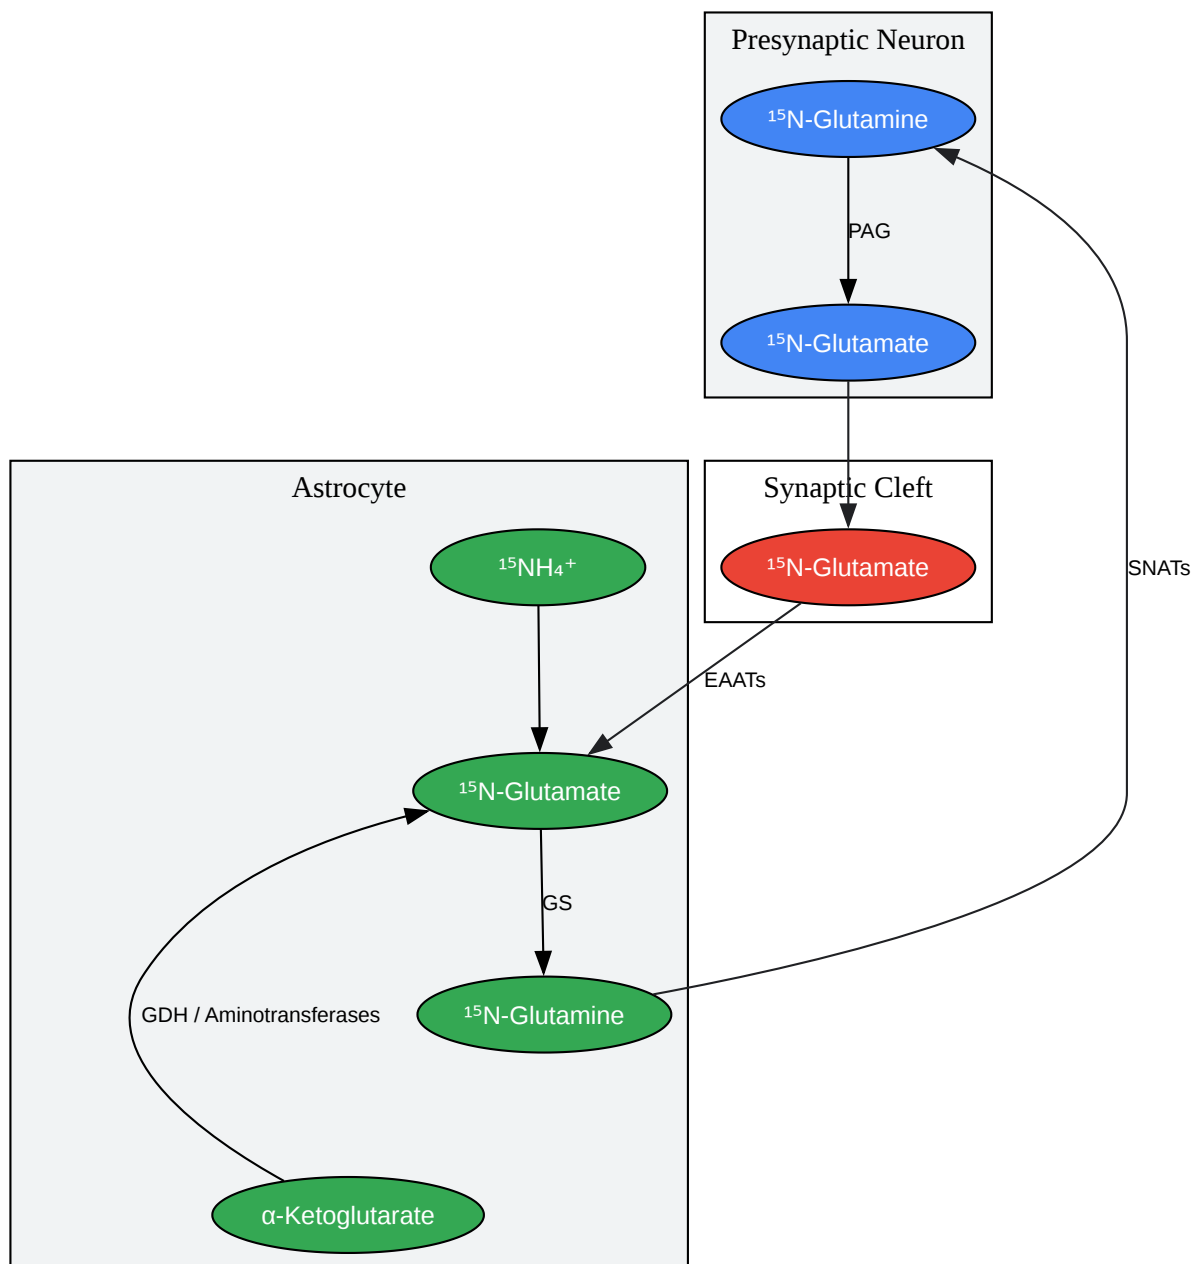 Presynaptic Neuron
¹⁵N-Glutamine
PAG
¹⁵N-Glutamate
Astrocyte
Synaptic Cleft
¹⁵NH₄⁺
¹⁵N-Glutamate
SNATs
EAATs
¹⁵N-Glutamate
GS
GDH / Aminotransferases
¹⁵N-Glutamine
α-Ketoglutarate